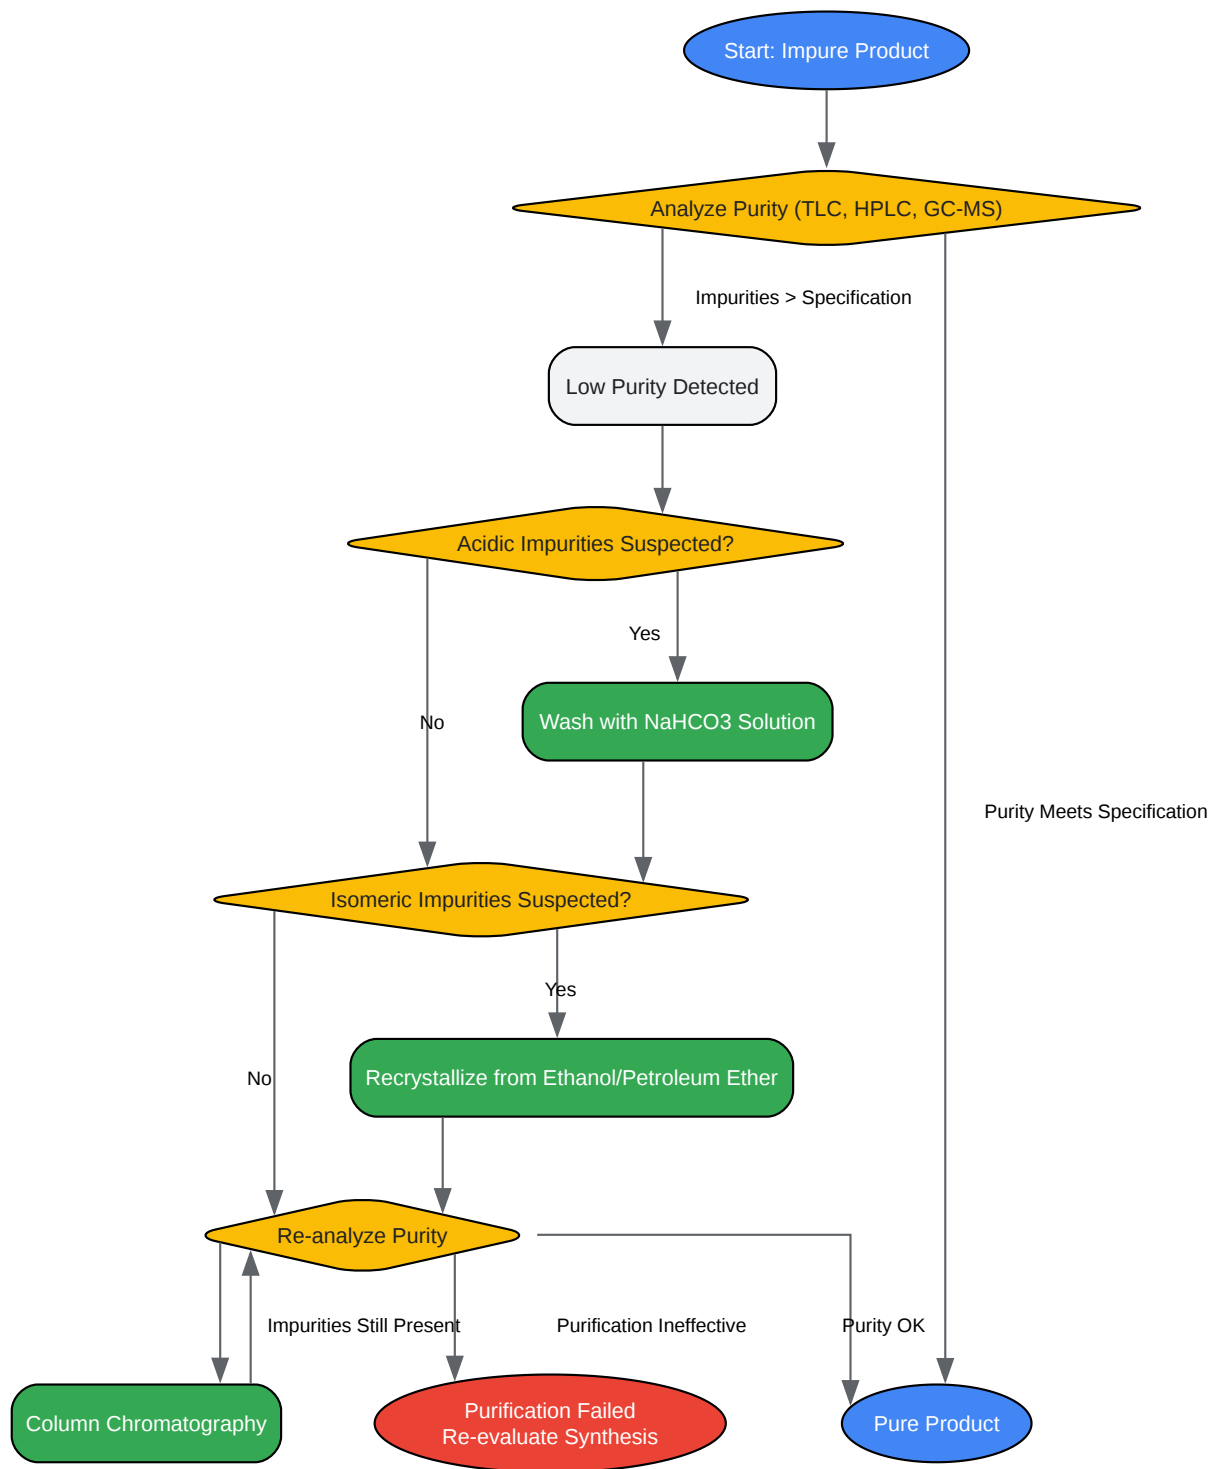 Start: Impure Product
Analyze Purity (TLC, HPLC, GC-MS)
Impurities > Specification
Low Purity Detected
Acidic Impurities Suspected?
Yes
Wash with NaHCO3 Solution
No
Purity Meets Specification
Isomeric Impurities Suspected?
Yes
Recrystallize from Ethanol/Petroleum Ether
No
Re-analyze Purity
Impurities Still Present
Purification Ineffective
Purity OK
Column Chromatography
Purification Failed
Re-evaluate Synthesis
Pure Product